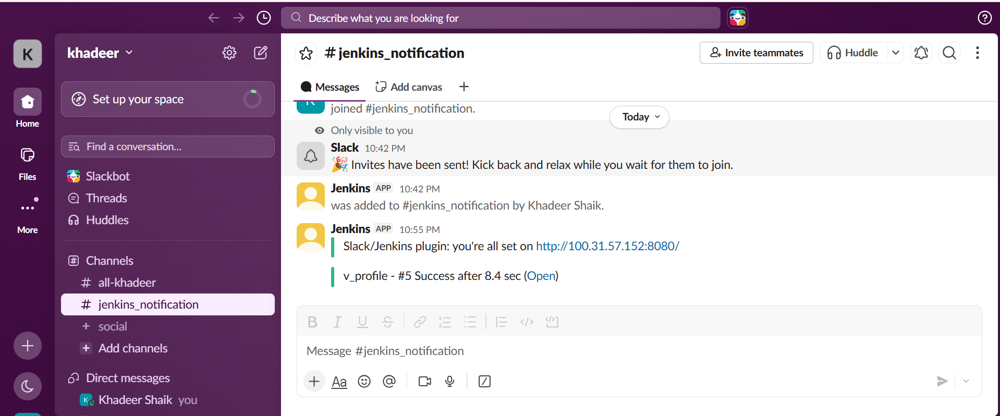 Describe what you are looking for
K
khadeer
Set up your space
Home
Find a conversation...
Files
Slackbot
Threads
Huddles
More
Channels
# all-khadeer
# jenkins_notification
+ social
+ Add channels
Direct messages
K Khadeer Shaik you
# jenkins_notification
Invite teammates
Huddle
Messages
Add canvas
K
joined #jenkins_notification.
Today
Only visible to you
Slack 10:42 PM
🎉 Invites have been sent! Kick back and relax while you wait for them to join.
Jenkins APP 10:42 PM
was added to #jenkins_notification by Khadeer Shaik.
Jenkins APP 10:55 PM
Slack/Jenkins plugin: you're all set on http://100.31.57.152:8080/
v_profile - #5 Success after 8.4 sec (Open)
B I U S
Message #jenkins_notification
+ Aa @